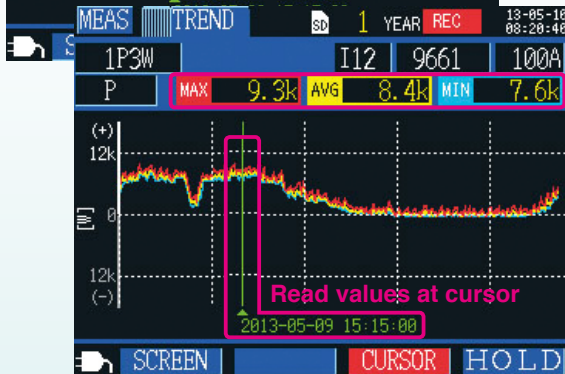 MEAS TREND SD 1 YEAR REC 13-05-10
08:20:40
S
1P3W I12 9661 100A
P MAX 9.3k AVG 8.4k MIN 7.6k
(+)
12k
[W] 0
12k
(-)
Read values at cursor
2013-05-09 15:15:00
SCREEN CURSOR HOLD